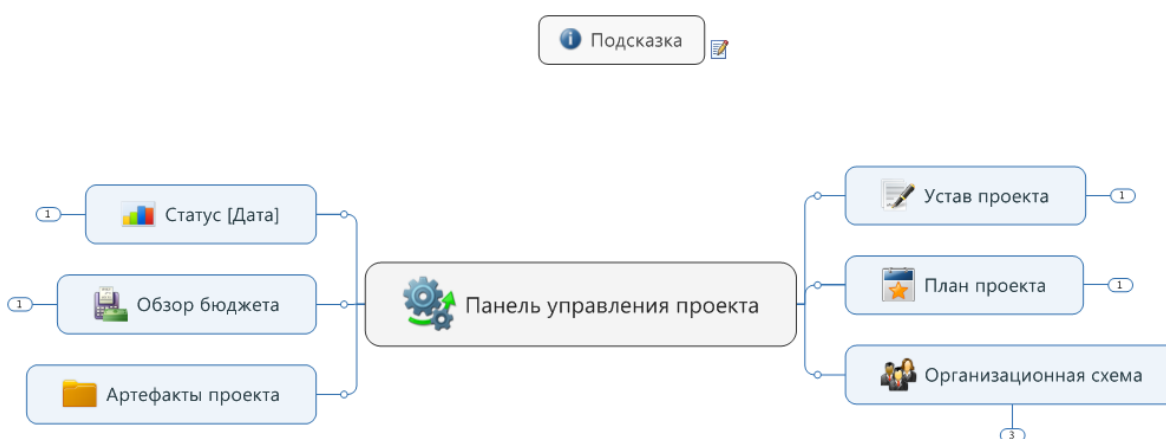 Подсказка
Статус [Дата]
1
Обзор бюджета
1
Артефакты проекта
Панель управления проекта
Устав проекта
1
План проекта
1
Организационная схема
3